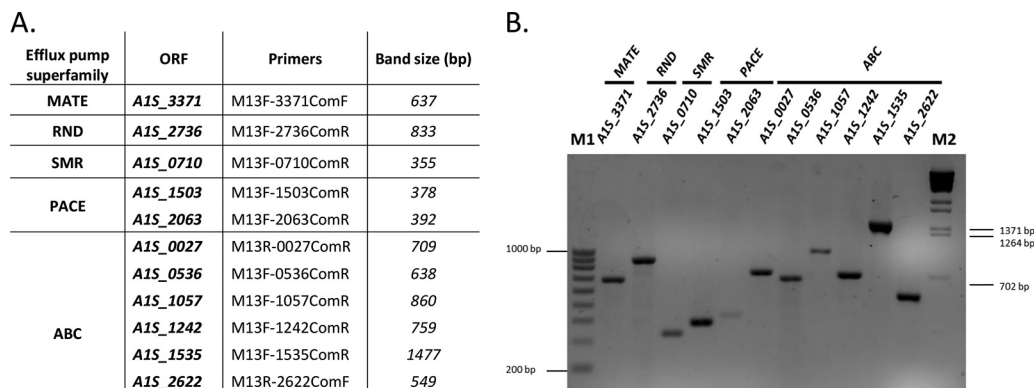 A.
Efflux pump superfamily ORF Primers Band size (bp)
MATE A1S_3371 M13F-3371ComF 637
RND A1S_2736 M13F-2736ComR 833
SMR A1S_0710 M13F-0710ComR 355
PACE A1S_1503 M13F-1503ComR 378
A1S_2063 M13F-2063ComR 392
ABC A1S_0027 M13R-0027ComR 709
A1S_0536 M13F-0536ComR 638
A1S_1057 M13F-1057ComR 860
A1S_1242 M13F-1242ComR 759
A1S_1535 M13F-1535ComR 1477
A1S_2622 M13R-2622ComF 549
B.
MATE RND SMR PACE ABC
M1 A1S_3371 A1S_2736 A1S_0710 A1S_1503 A1S_2063 A1S_0027 A1S_0536 A1S_1057 A1S_1242 A1S_1535 A1S_2622 M2
1000 bp
200 bp
1371 bp
1264 bp
702 bp